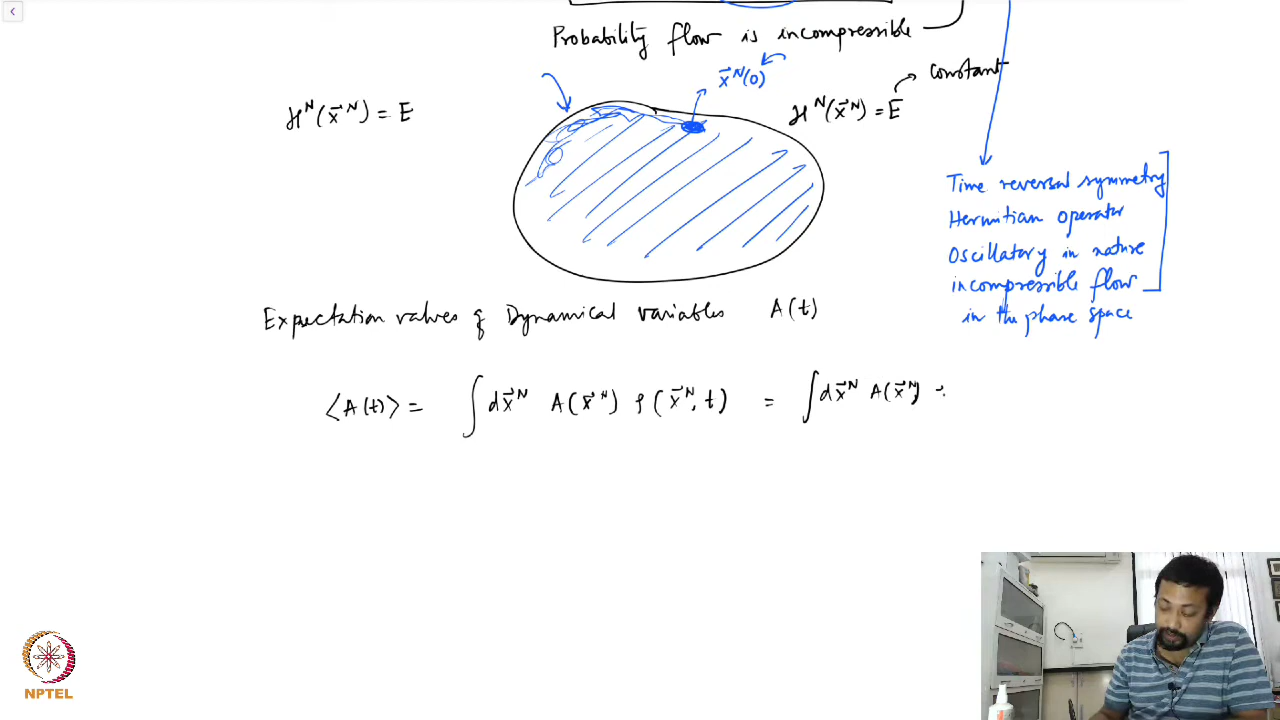 Probability flow is incompressible
x⃗ᴺ(0)
constant
ℋᴺ(x⃗ᴺ) = E
ℋᴺ(x⃗ᴺ) = E
Time reversal symmetry
Hermitian operator
Oscillatory in nature
incompressible flow
in the phase space
Expectation values of Dynamical variables A(t)
⟨A(t)⟩ = ∫dx⃗ᴺ A(x⃗ᴺ) ρ(x⃗ᴺ, t) = ∫dx⃗ᴺ A(x⃗ᴺ)
NPTEL